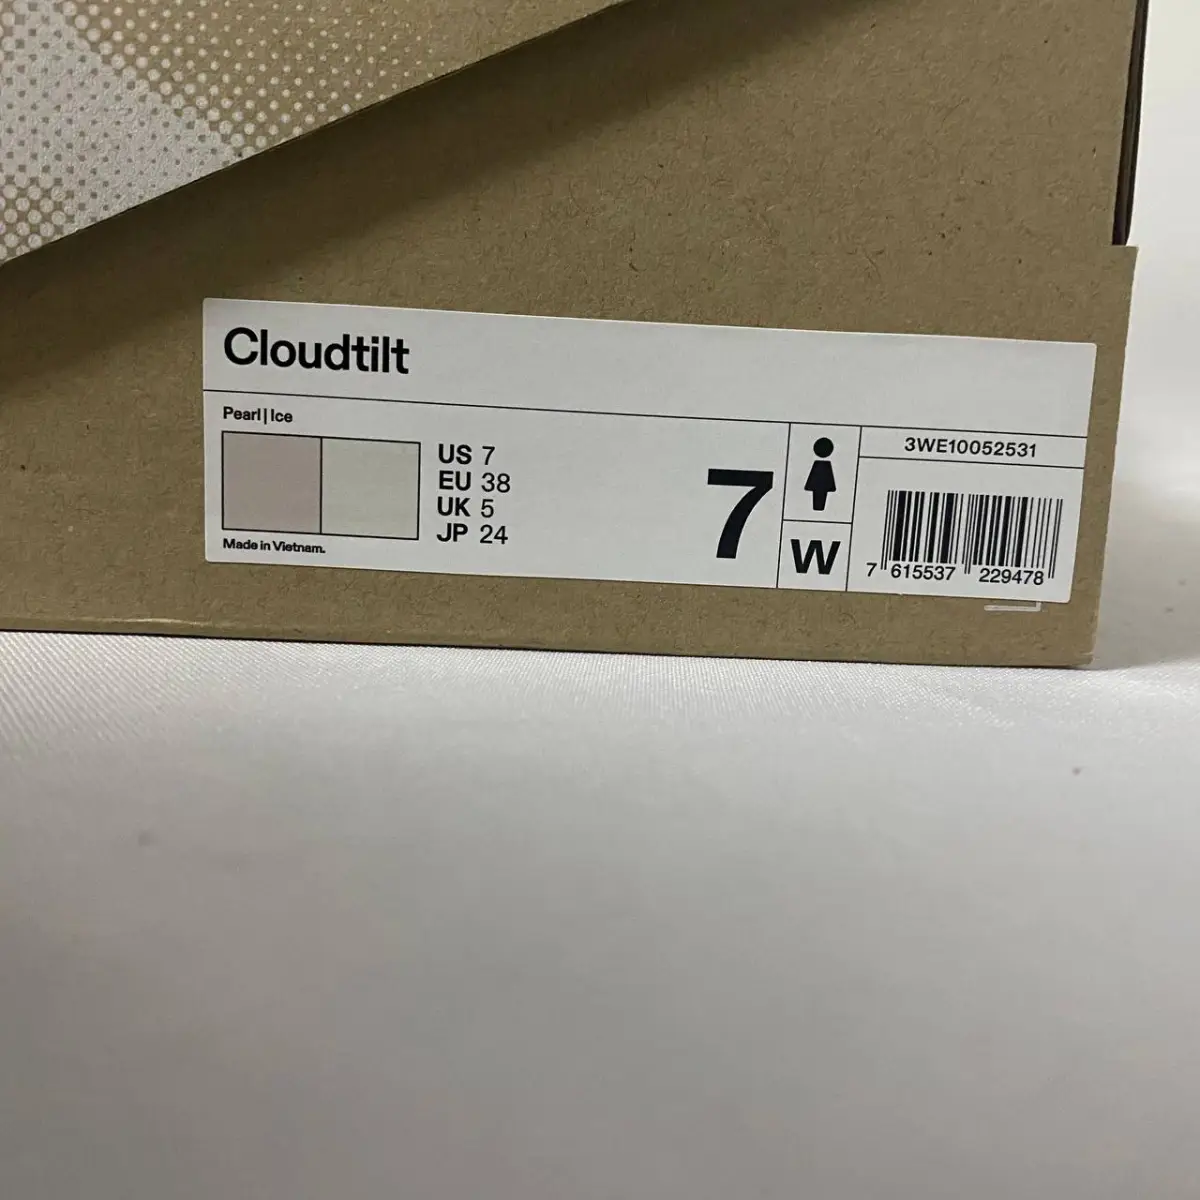 Cloudtilt
Pearl|Ice
US 7
EU 38
UK 5
JP 24
Made in Vietnam.
7
W
3WE10052531
7 615537 229478